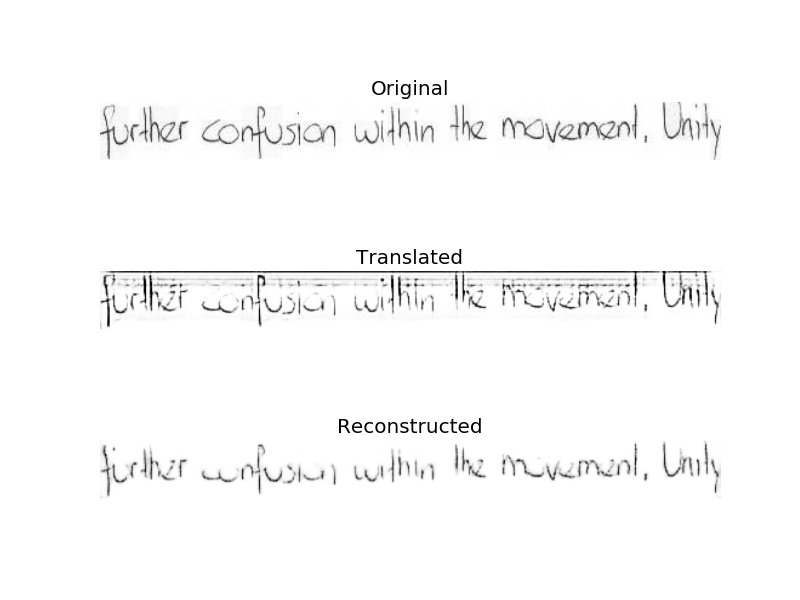 Original
further confusion within the movement. Unity
Translated
further confusion within the movement. Unity
Reconstructed
further confusion within the movement. Unity